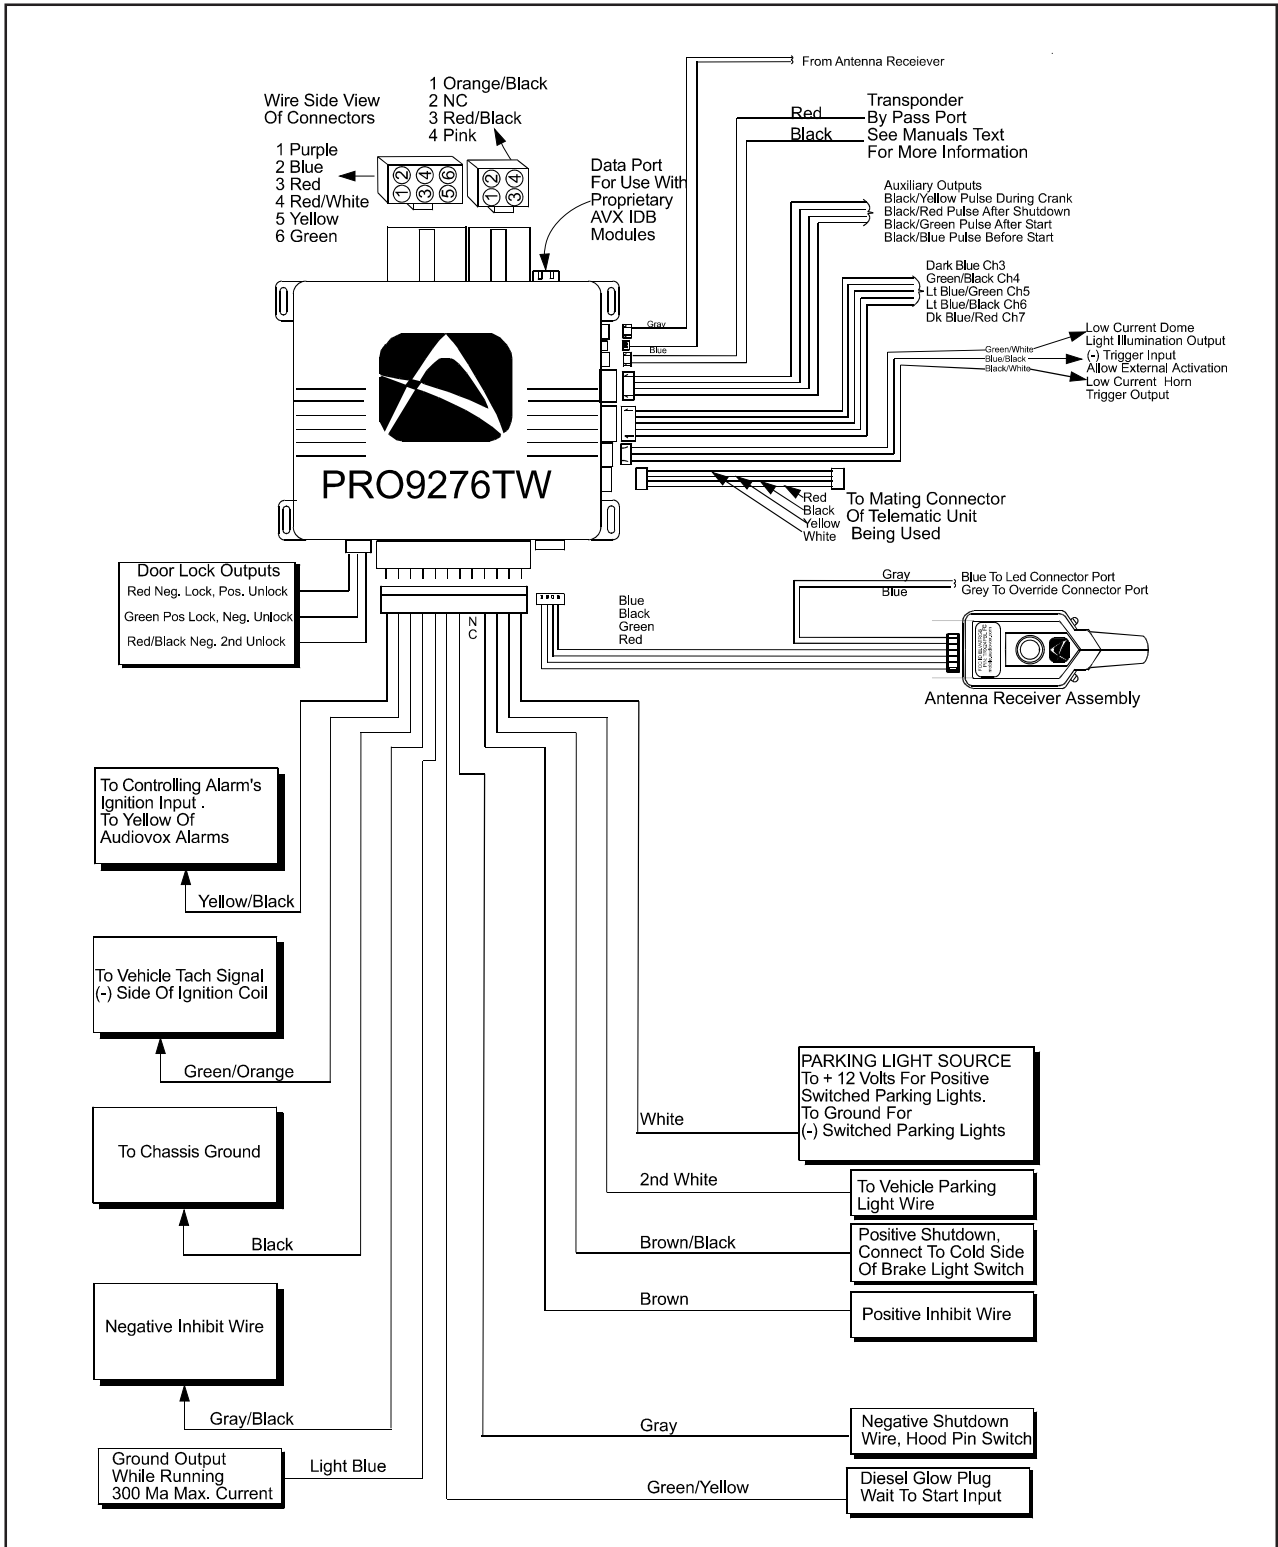 From Antenna Receiever
1 Orange/Black
2 NC
3 Red/Black
4 Pink
Wire Side View
Of Connectors
1 Purple
2 Blue
3 Red
4 Red/White
5 Yellow
6 Green
1 2 3 4 5 6
1 2 3 4
Data Port
For Use With
Proprietary
AVX IDB
Modules
Red
Black
Transponder
By Pass Port
See Manuals Text
For More Information
Auxiliary Outputs
Black/Yellow Pulse During Crank
Black/Red Pulse After Shutdown
Black/Green Pulse After Start
Black/Blue Pulse Before Start
Dark Blue Ch3
Green/Black Ch4
Lt Blue/Green Ch5
Lt Blue/Black Ch6
Dk Blue/Red Ch7
Gray
Blue
Green/White
Blue/Black
Black/White
Low Current Dome
Light Illumination Output
(-) Trigger Input
Allow External Activation
Low Current Horn
Trigger Output
PRO9276TW
Red
Black
Yellow
White
To Mating Connector
Of Telematic Unit
Being Used
Door Lock Outputs
Red Neg. Lock, Pos. Unlock
Green Pos Lock, Neg. Unlock
Red/Black Neg. 2nd Unlock
N
C
Blue
Black
Green
Red
Gray
Blue
Blue To Led Connector Port
Grey To Override Connector Port
Antenna Receiver Assembly
To Controlling Alarm's
Ignition Input .
To Yellow Of
Audiovox Alarms
Yellow/Black
To Vehicle Tach Signal
(-) Side Of Ignition Coil
Green/Orange
To Chassis Ground
Black
Negative Inhibit Wire
Gray/Black
Ground Output
While Running
300 Ma Max. Current
Light Blue
White
PARKING LIGHT SOURCE
To + 12 Volts For Positive
Switched Parking Lights.
To Ground For
(-) Switched Parking Lights
2nd White
To Vehicle Parking
Light Wire
Brown/Black
Positive Shutdown,
Connect To Cold Side
Of Brake Light Switch
Brown
Positive Inhibit Wire
Gray
Negative Shutdown
Wire, Hood Pin Switch
Green/Yellow
Diesel Glow Plug
Wait To Start Input